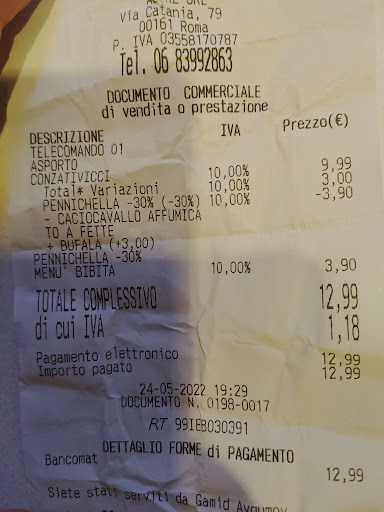 Via Catania, 79
00161 Roma
P. IVA 03558170787
Tel. 06 83992863
DOCUMENTO COMMERCIALE
di vendita o prestazione
DESCRIZIONE IVA Prezzo(€)
TELECOMANDO 01
ASPORTO
CONZATIVICCI 10,00% 9,99
Total* Variazioni 10,00% 3,00
PENNICHELLA -30% (-30%) 10,00% -3,90
- CACIOCAVALLO AFFUMICA
TO A FETTE
+ BUFALA (+3,00)
PENNICHELLA -30%
MENU' BIBITA 10,00% 3,90
TOTALE COMPLESSIVO 12,99
di cui IVA 1,18
Pagamento elettronico 12,99
Importo pagato 12,99
24-05-2022 19:29
DOCUMENTO N. 0198-0017
RT 99IEB030391
DETTAGLIO FORME di PAGAMENTO
Bancomat 12,99
Siete stati serviti da Gamid